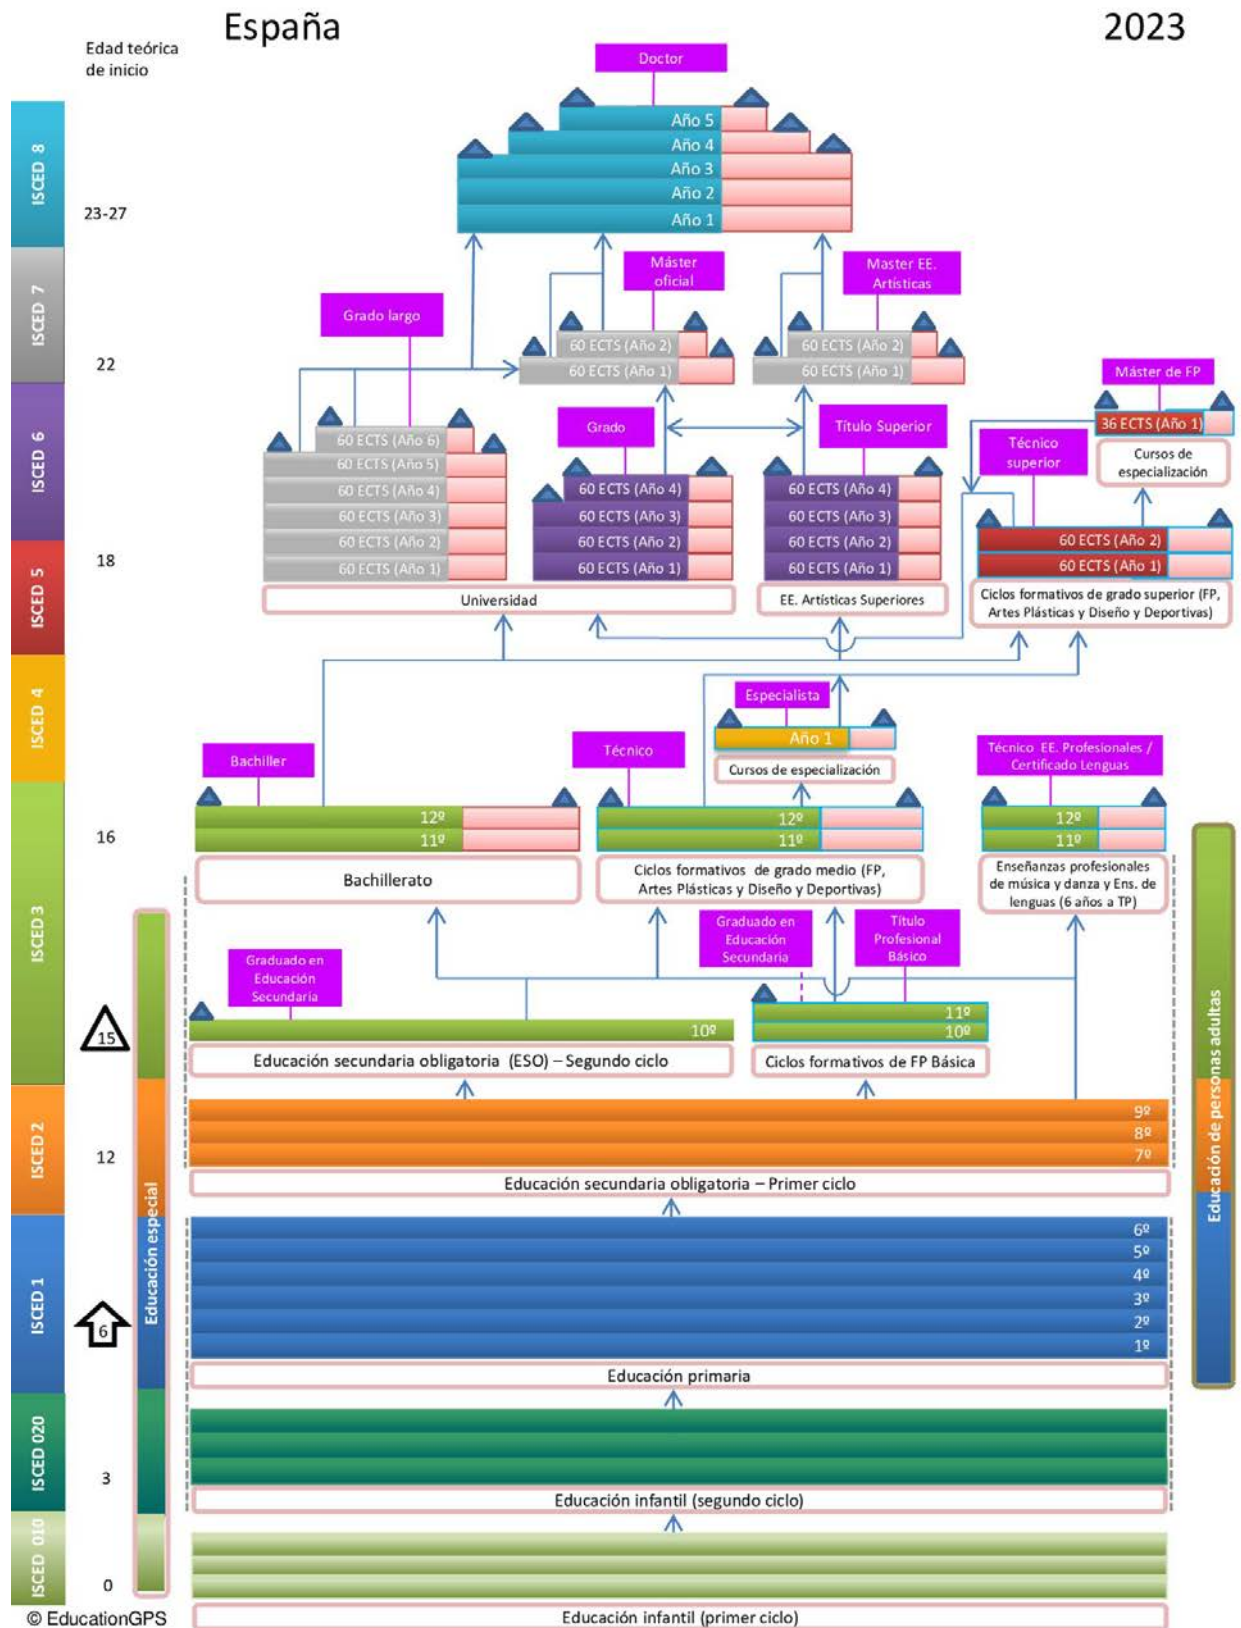 España
2023
Edad teórica
de inicio
Doctor
ISCED 8
Año 5
Año 4
Año 3
Año 2
Año 1
23-27
ISCED 7
Máster
oficial
Master EE.
Artísticas
Grado largo
60 ECTS (Año 2)
60 ECTS (Año 1)
60 ECTS (Año 2)
60 ECTS (Año 1)
22
Máster de FP
36 ECTS (Año 1)
Cursos de
especialización
ISCED 6
Grado
Título Superior
Técnico
superior
60 ECTS (Año 6)
60 ECTS (Año 5)
60 ECTS (Año 4)
60 ECTS (Año 3)
60 ECTS (Año 2)
60 ECTS (Año 1)
60 ECTS (Año 4)
60 ECTS (Año 3)
60 ECTS (Año 2)
60 ECTS (Año 1)
60 ECTS (Año 4)
60 ECTS (Año 3)
60 ECTS (Año 2)
60 ECTS (Año 1)
60 ECTS (Año 2)
60 ECTS (Año 1)
ISCED 5
18
Universidad
EE. Artísticas Superiores
Ciclos formativos de grado superior (FP,
Artes Plásticas y Diseño y Deportivas)
ISCED 4
Especialista
Año 1
Cursos de especialización
Bachiller
Técnico
Técnico EE. Profesionales /
Certificado Lenguas
ISCED 3
16
12º
11º
12º
11º
12º
11º
Bachillerato
Ciclos formativos de grado medio (FP,
Artes Plásticas y Diseño y Deportivas)
Enseñanzas profesionales
de música y danza y Ens. de
lenguas (6 años a TP)
Graduado en
Educación
Secundaria
Graduado en
Educación
Secundaria
Título
Profesional
Básico
15
10º
11º
10º
Educación secundaria obligatoria (ESO) – Segundo ciclo
Ciclos formativos de FP Básica
Educación de personas adultas
ISCED 2
12
9º
8º
7º
Educación secundaria obligatoria – Primer ciclo
Educación especial
ISCED 1
6
6º
5º
4º
3º
2º
1º
Educación primaria
ISCED 020
3
Educación infantil (segundo ciclo)
ISCED 010
0
Educación infantil (primer ciclo)
© EducationGPS